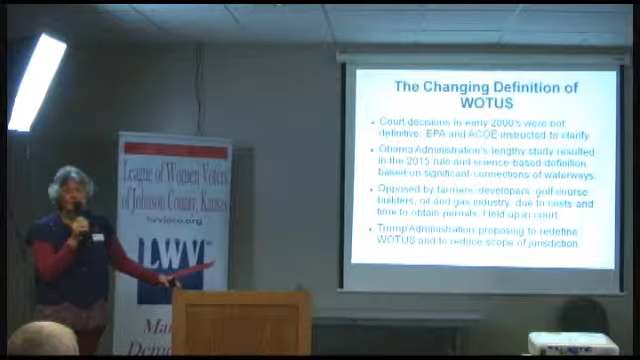 The Changing Definition of
WOTUS
• Court decisions in early 2000's were not
definitive; EPA and ACOE instructed to clarify.
• Obama Administration's lengthy study resulted
in the 2015 rule and science-based definition
based on significant connections of waterways.
• Opposed by farmers, developers, golf course
builders, oil and gas industry, due to costs and
time to obtain permits. Held up in court.
• Trump Administration proposing to redefine
WOTUS and to reduce scope of jurisdiction.
League of Women Voters
of Johnson County, Kansas
lwvjoco.org
LWV